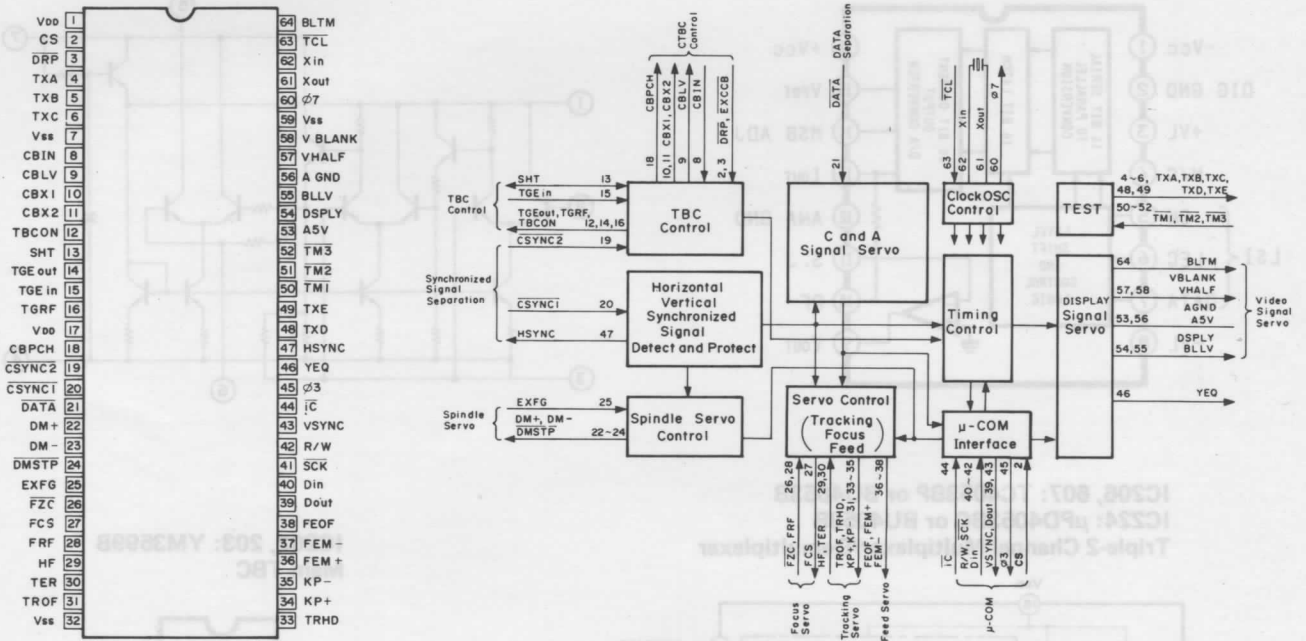 VDD 1
CS 2
DRP 3
TXA 4
TXB 5
TXC 6
Vss 7
CBIN 8
CBLV 9
CBX1 10
CBX2 11
TBCON 12
SHT 13
TGE out 14
TGE in 15
TGRF 16
VDD 17
CBPCH 18
CSYNC2 19
CSYNC1 20
DATA 21
DM+ 22
DM- 23
DMSTP 24
EXFG 25
FZC 26
FCS 27
FRF 28
HF 29
TER 30
TROF 31
Vss 32
64 BLTM
63 TCL
62 Xin
61 Xout
60 Ø7
59 Vss
58 V BLANK
57 VHALF
56 A GND
55 BLLV
54 DSPLY
53 A5V
52 TM3
51 TM2
50 TM1
49 TXE
48 TXD
47 HSYNC
46 YEQ
45 Ø3
44 iC
43 VSYNC
42 R/W
41 SCK
40 Din
39 Dout
38 FEOF
37 FEM+
36 FEM+
35 KP-
34 KP+
33 TRHD
CTBC
Control
CBPCH
CBX1, CBX2
CBLV
CBIN
DRP, EXCCB
18
10, 11
9
8
2, 3
DATA
Separation
DATA
21
TCL
Xin
Xout
Ø7
63
62
61
60
TBC
Control
SHT 13
TGE in 15
TGEout, TGRF,
TBCON 12,14,16
CSYNC2 19
TBC
Control
C and A
Signal Servo
ClockOSC
Control
TEST
4~6, TXA,TXB,TXC,
48, 49 TXD,TXE
50~52
TM1,TM2,TM3
Synchronized
Signal
Separation
CSYNC1 20
HSYNC 47
Horizontal
Vertical
Synchronized
Signal
Detect and Protect
Timing
Control
DISPLAY
Signal
Servo
64 BLTM
VBLANK
57, 58 VHALF
AGND
53, 56 A5V
DSPLY
54, 55 BLLV
46 YEQ
Video
Signal
Servo
Spindle
Servo
EXFG 25
DM+, DM-
DMSTP 22~24
Spindle Servo
Control
Servo Control
(Tracking
Focus
Feed)
µ-COM
Interface
26, 28
27
29, 30
31, 33~35
36~38
FZC, FRF
FCS
HF, TER
TROF, TRHD,
KP+, KP-
FEOF, FEM+
FEM-
Focus
Servo
Tracking
Servo
Feed Servo
44
40~42
39, 43
45
2
iC
R/W, SCK
Din
VSYNC, Dout
Ø3
CS
µ-COM